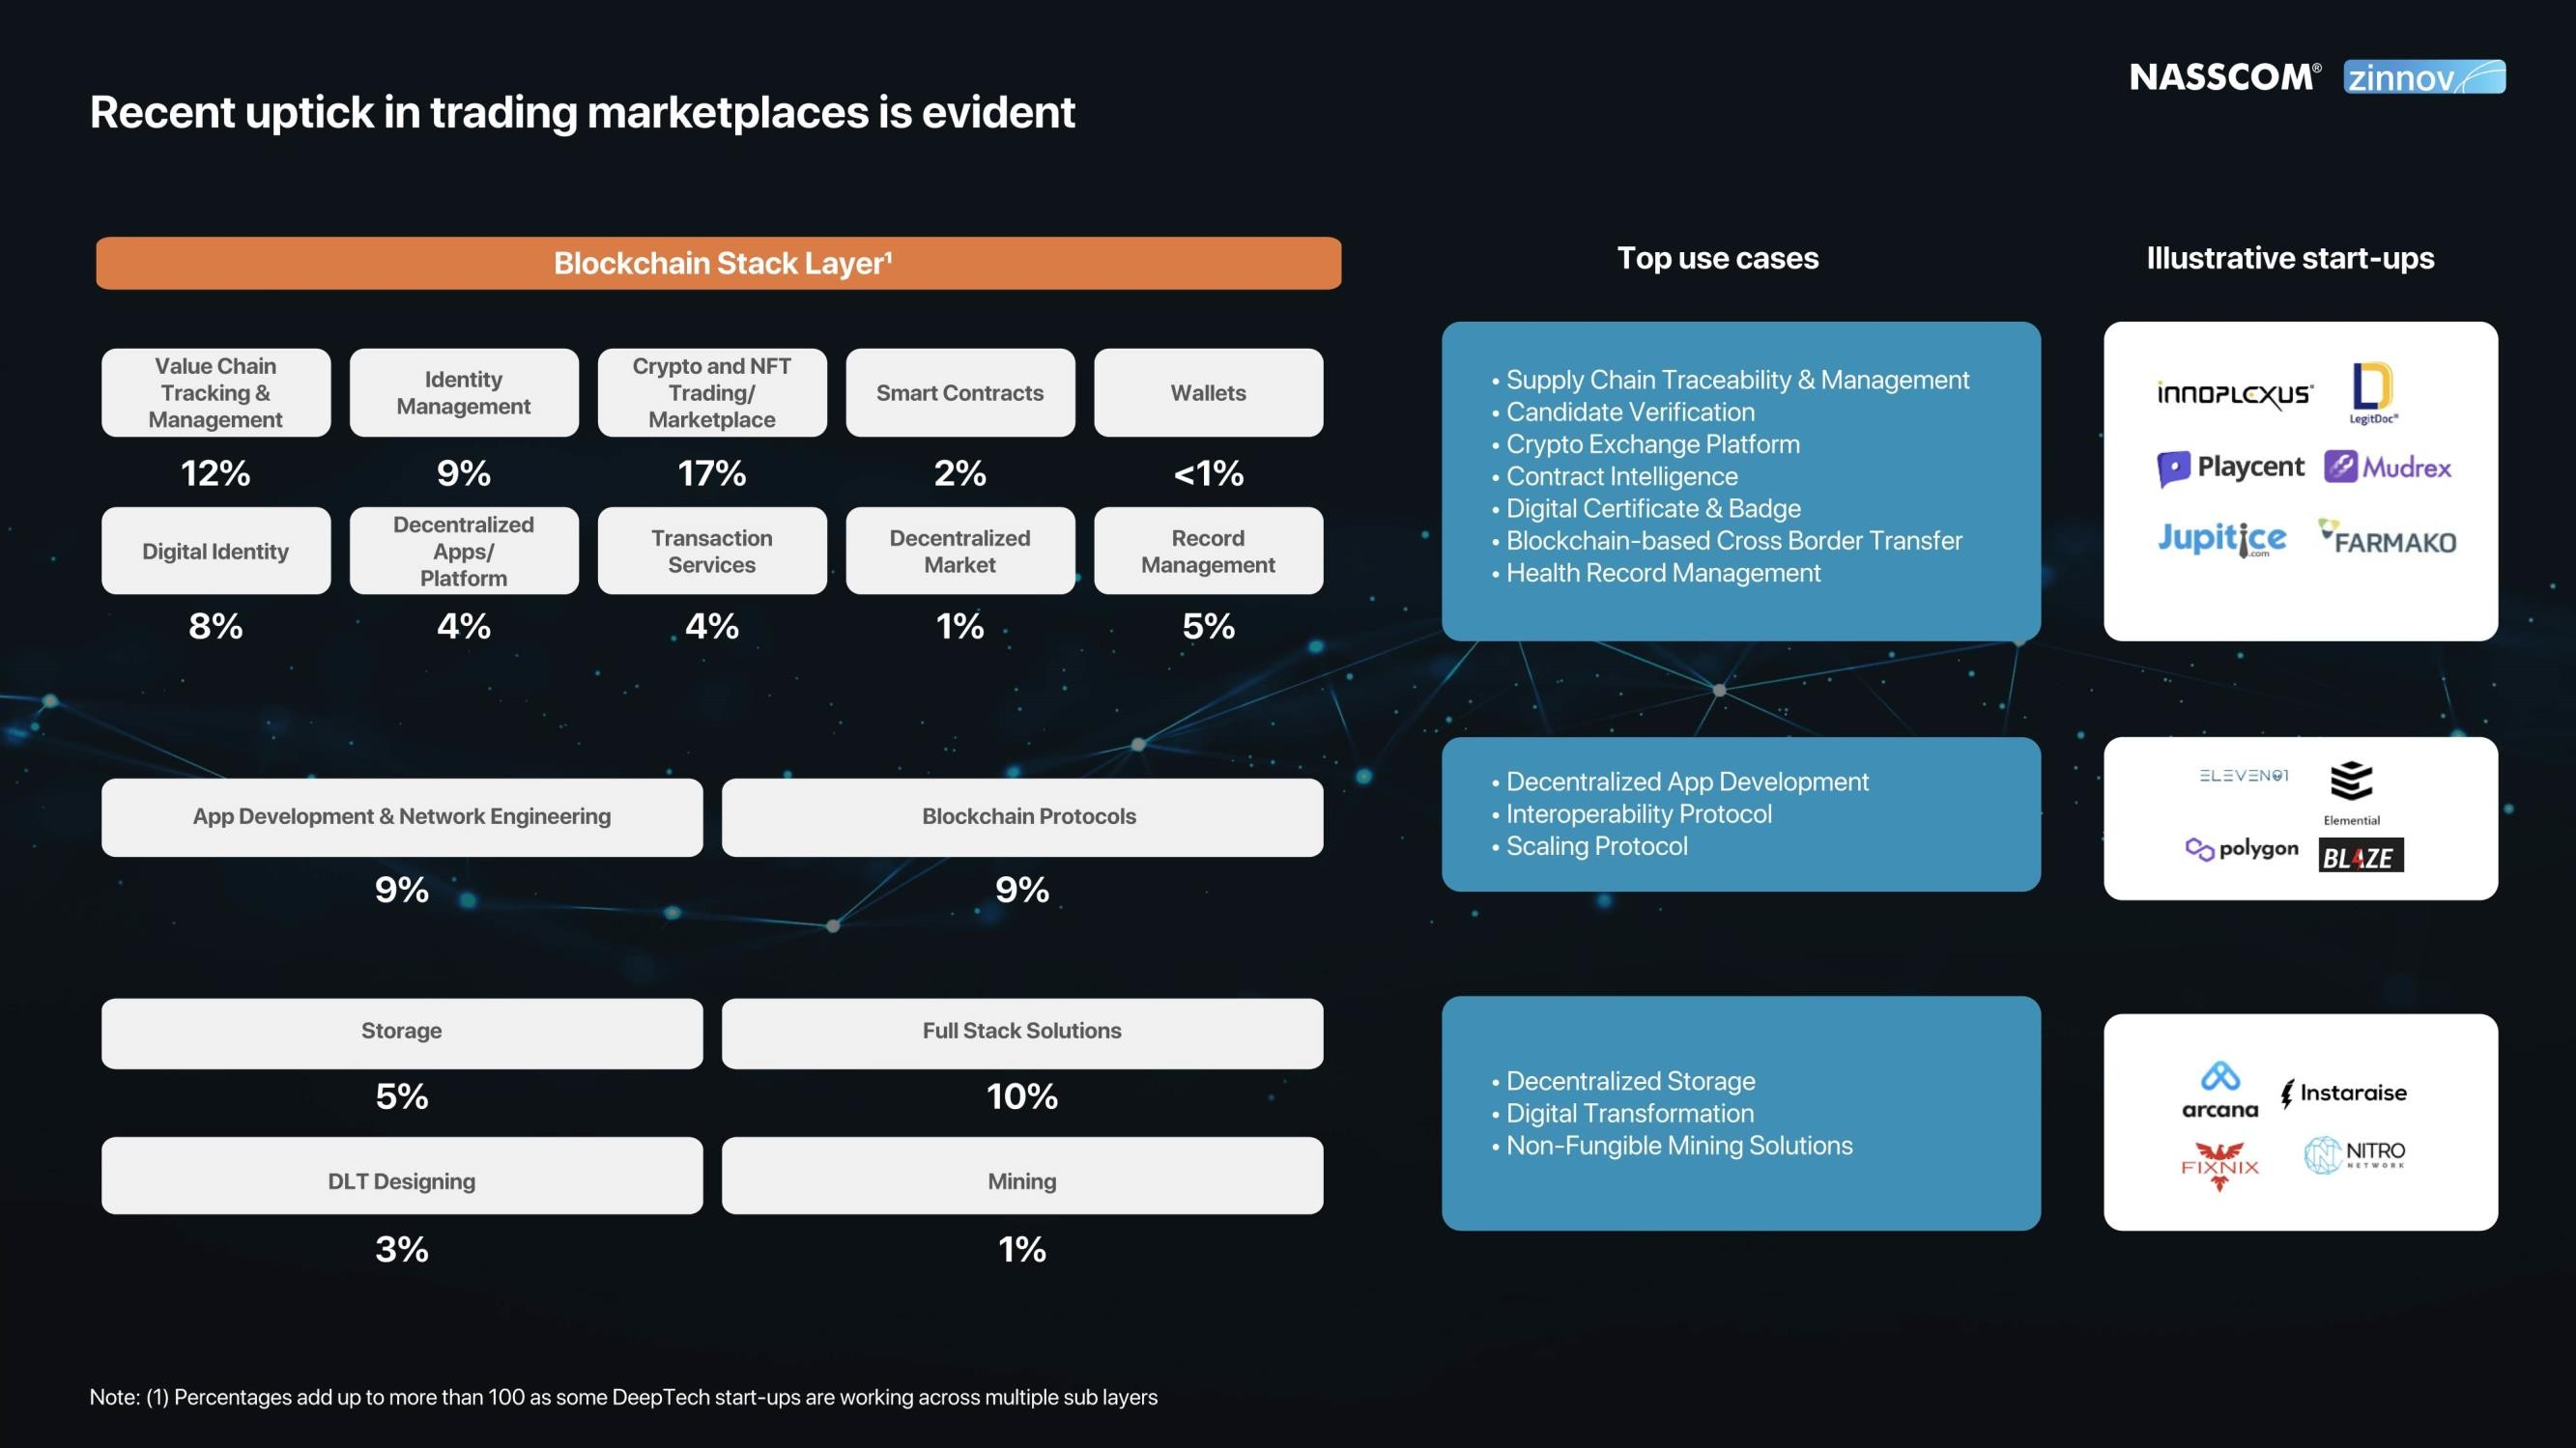 NASSCOM® zinnov
Recent uptick in trading marketplaces is evident
Blockchain Stack Layer¹
Value Chain
Tracking &
Management
12%
Identity
Management
9%
Crypto and NFT
Trading/
Marketplace
17%
Smart Contracts
2%
Wallets
<1%
Digital Identity
8%
Decentralized
Apps/
Platform
4%
Transaction
Services
4%
Decentralized
Market
1%
Record
Management
5%
App Development & Network Engineering
9%
Blockchain Protocols
9%
Storage
5%
Full Stack Solutions
10%
DLT Designing
3%
Mining
1%
Top use cases
• Supply Chain Traceability & Management
• Candidate Verification
• Crypto Exchange Platform
• Contract Intelligence
• Digital Certificate & Badge
• Blockchain-based Cross Border Transfer
• Health Record Management
• Decentralized App Development
• Interoperability Protocol
• Scaling Protocol
• Decentralized Storage
• Digital Transformation
• Non-Fungible Mining Solutions
Illustrative start-ups
INNOPLEXUS®
LegitDoc®
Playcent
Mudrex
Jupitice
.com
FARMAKO
ELEVEN01
Elemential
polygon
BLAZE
arcana
Instaraise
FIXNIX
NITRO
NETWORK
Note: (1) Percentages add up to more than 100 as some DeepTech start-ups are working across multiple sub layers